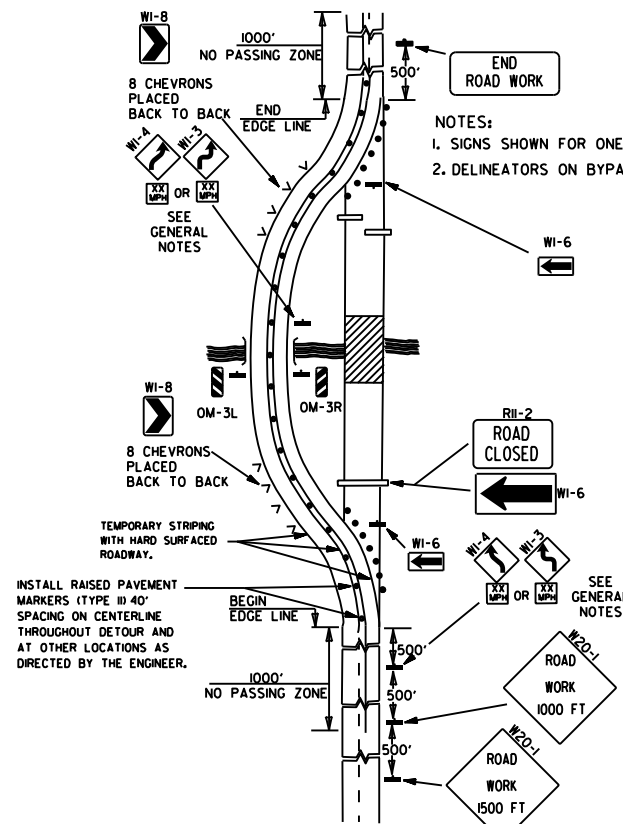 W1-8
1000'
NO PASSING ZONE
500'
END
ROAD WORK
8 CHEVRONS
PLACED
BACK TO BACK
END
EDGE LINE
NOTES:
1. SIGNS SHOWN FOR ONE
2. DELINEATORS ON BYPA
W1-4
W1-3
XX
MPH
OR
XX
MPH
SEE
GENERAL
NOTES
W1-6
W1-8
OM-3L
OM-3R
R11-2
ROAD
CLOSED
W1-6
8 CHEVRONS
PLACED
BACK TO BACK
TEMPORARY STRIPING
WITH HARD SURFACED
ROADWAY.
W1-6
W1-4
W1-3
XX
MPH
OR
XX
MPH
SEE
GENERAL
NOTES
INSTALL RAISED PAVEMENT
MARKERS (TYPE II) 40'
SPACING ON CENTERLINE
THROUGHOUT DETOUR AND
AT OTHER LOCATIONS AS
DIRECTED BY THE ENGINEER.
BEGIN
EDGE LINE
500'
1000'
NO PASSING ZONE
500'
W20-1
ROAD
WORK
1000 FT
500'
W20-1
ROAD
WORK
1500 FT